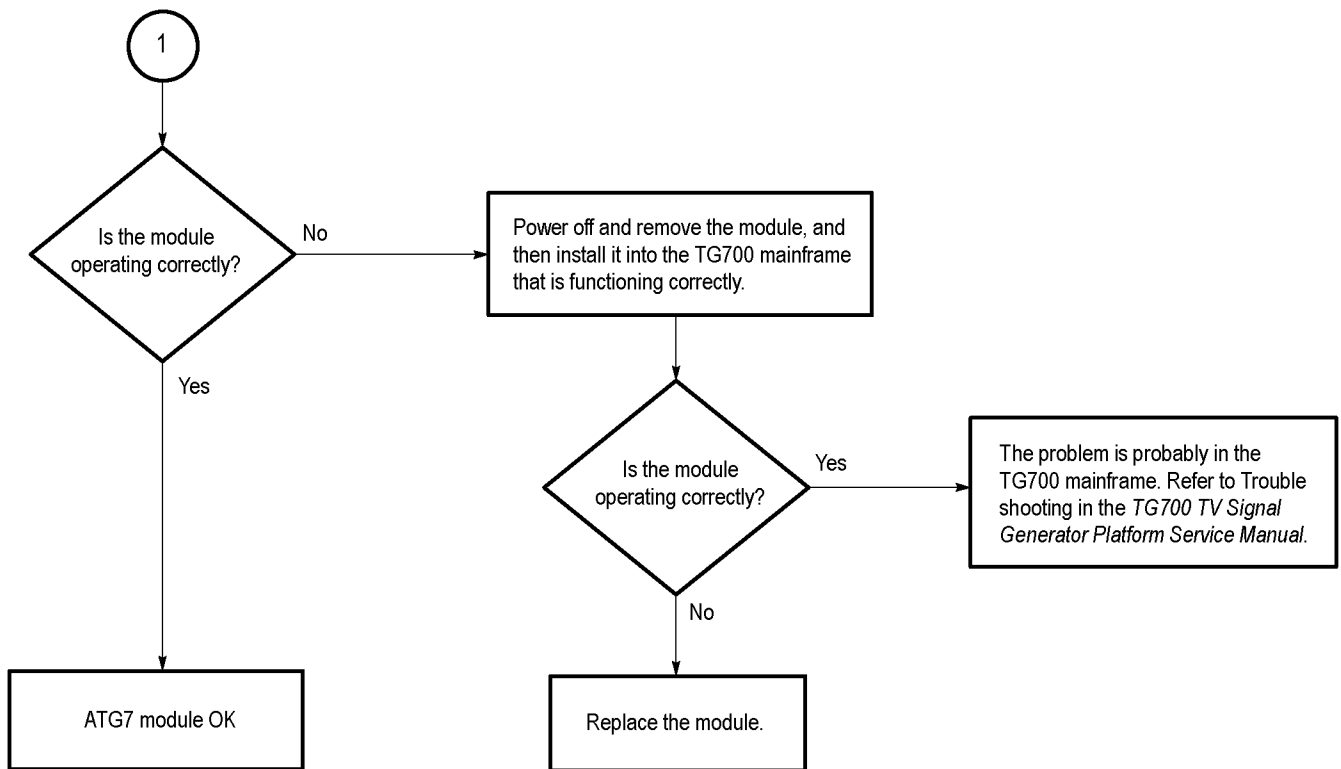 1
Is the module
operating correctly?
No
Power off and remove the module, and
then install it into the TG700 mainframe
that is functioning correctly.
Yes
Is the module
operating correctly?
Yes
The problem is probably in the
TG700 mainframe. Refer to Trouble
shooting in the TG700 TV Signal
Generator Platform Service Manual.
No
ATG7 module OK
Replace the module.